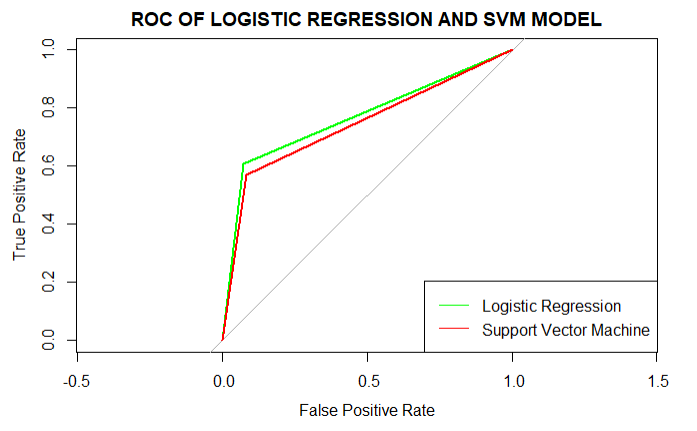 ROC OF LOGISTIC REGRESSION AND SVM MODEL
1.0
0.8
0.6
0.4
0.2
0.0
True Positive Rate
Logistic Regression
Support Vector Machine
-0.5
0.0
0.5
1.0
1.5
False Positive Rate